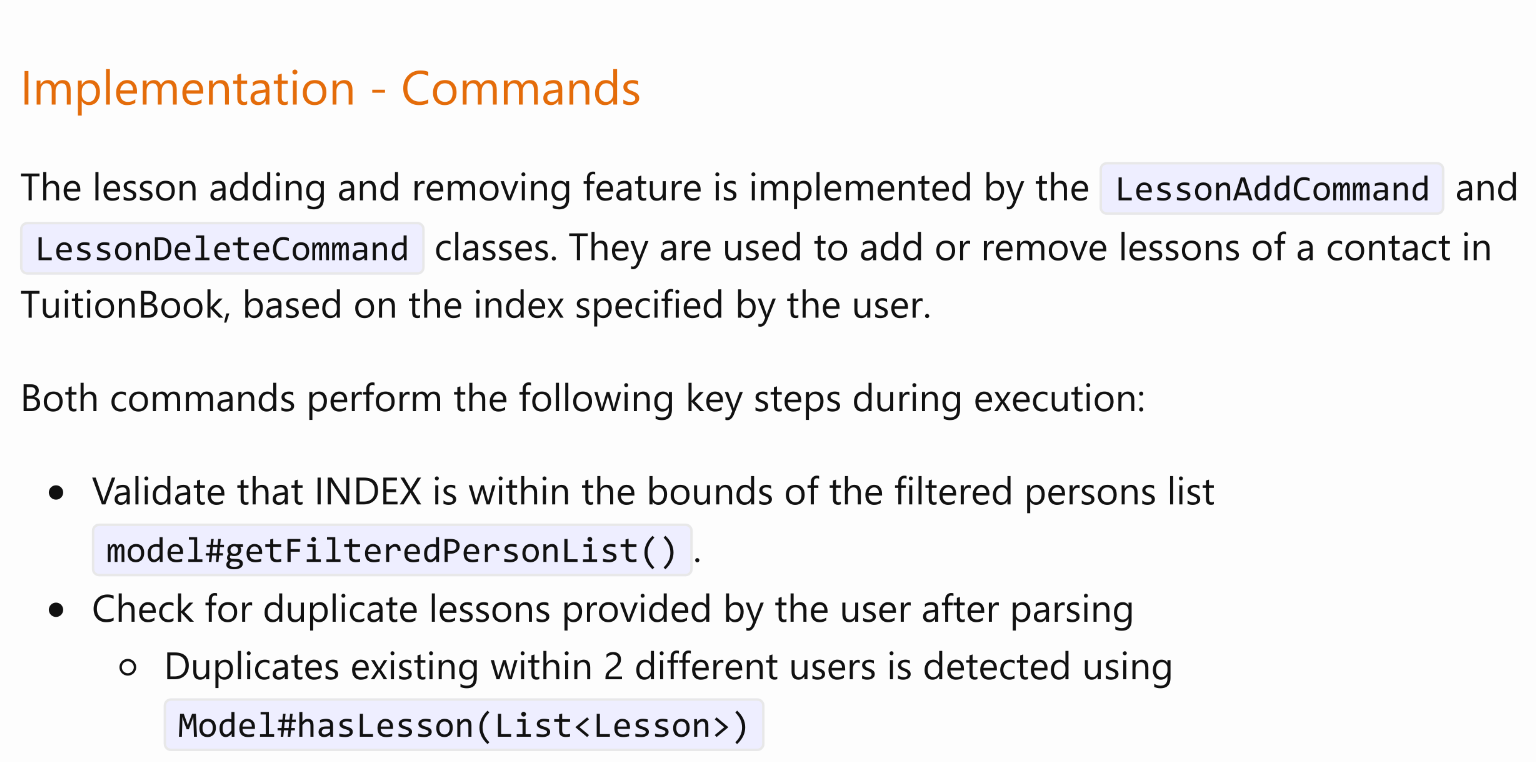 Implementation - Commands
The lesson adding and removing feature is implemented by the LessonAddCommand and
LessonDeleteCommand classes. They are used to add or remove lessons of a contact in
TuitionBook, based on the index specified by the user.
Both commands perform the following key steps during execution:
• Validate that INDEX is within the bounds of the filtered persons list
model#getFilteredPersonList().
• Check for duplicate lessons provided by the user after parsing
○ Duplicates existing within 2 different users is detected using
Model#hasLesson(List<Lesson>)